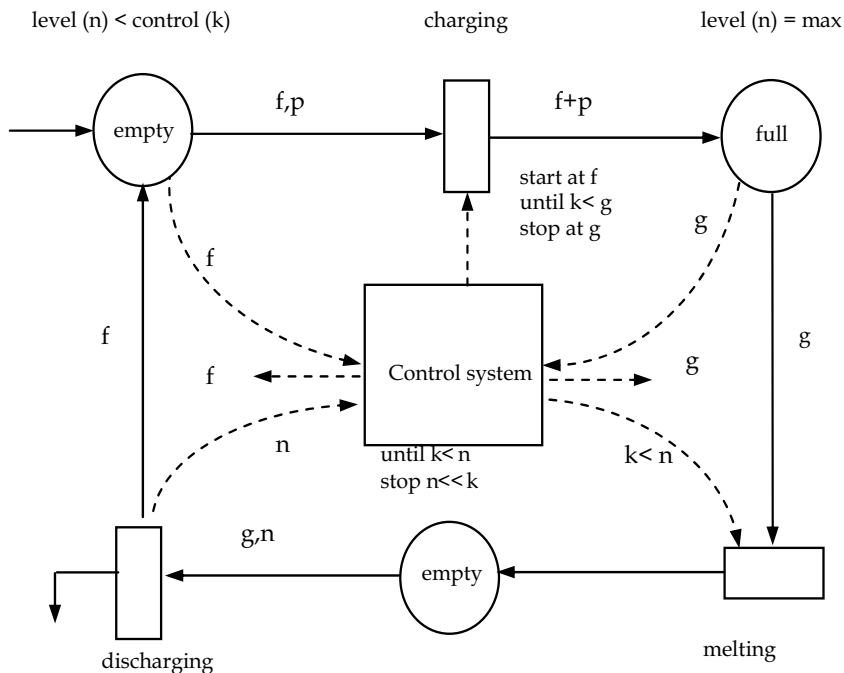 level (n) < control (k)
charging
level (n) = max
f,p
f+p
empty
full
start at f
until k< g
stop at g
g
f
f
g
Control system
f
g
n
until k< n
stop n<< k
k< n
g,n
empty
discharging
melting